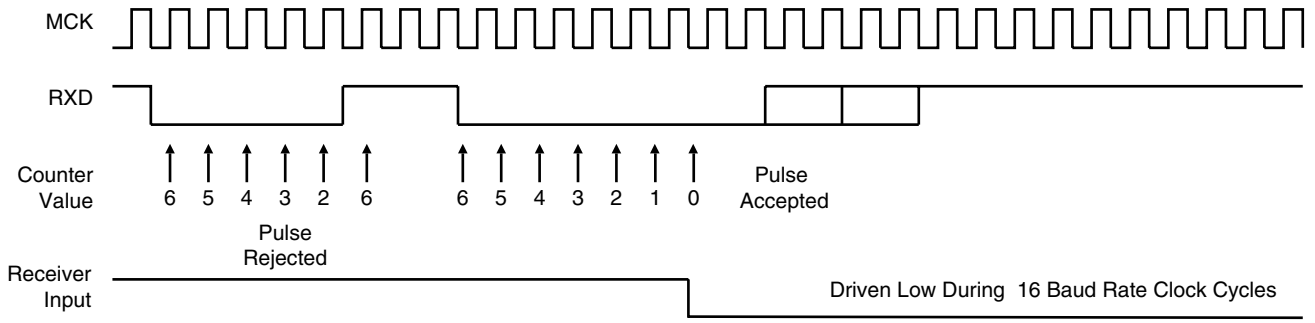 MCK
RXD
Counter
Value
6 5 4 3 2 6 6 5 4 3 2 1 0
Pulse
Accepted
Pulse
Rejected
Receiver
Input
Driven Low During 16 Baud Rate Clock Cycles